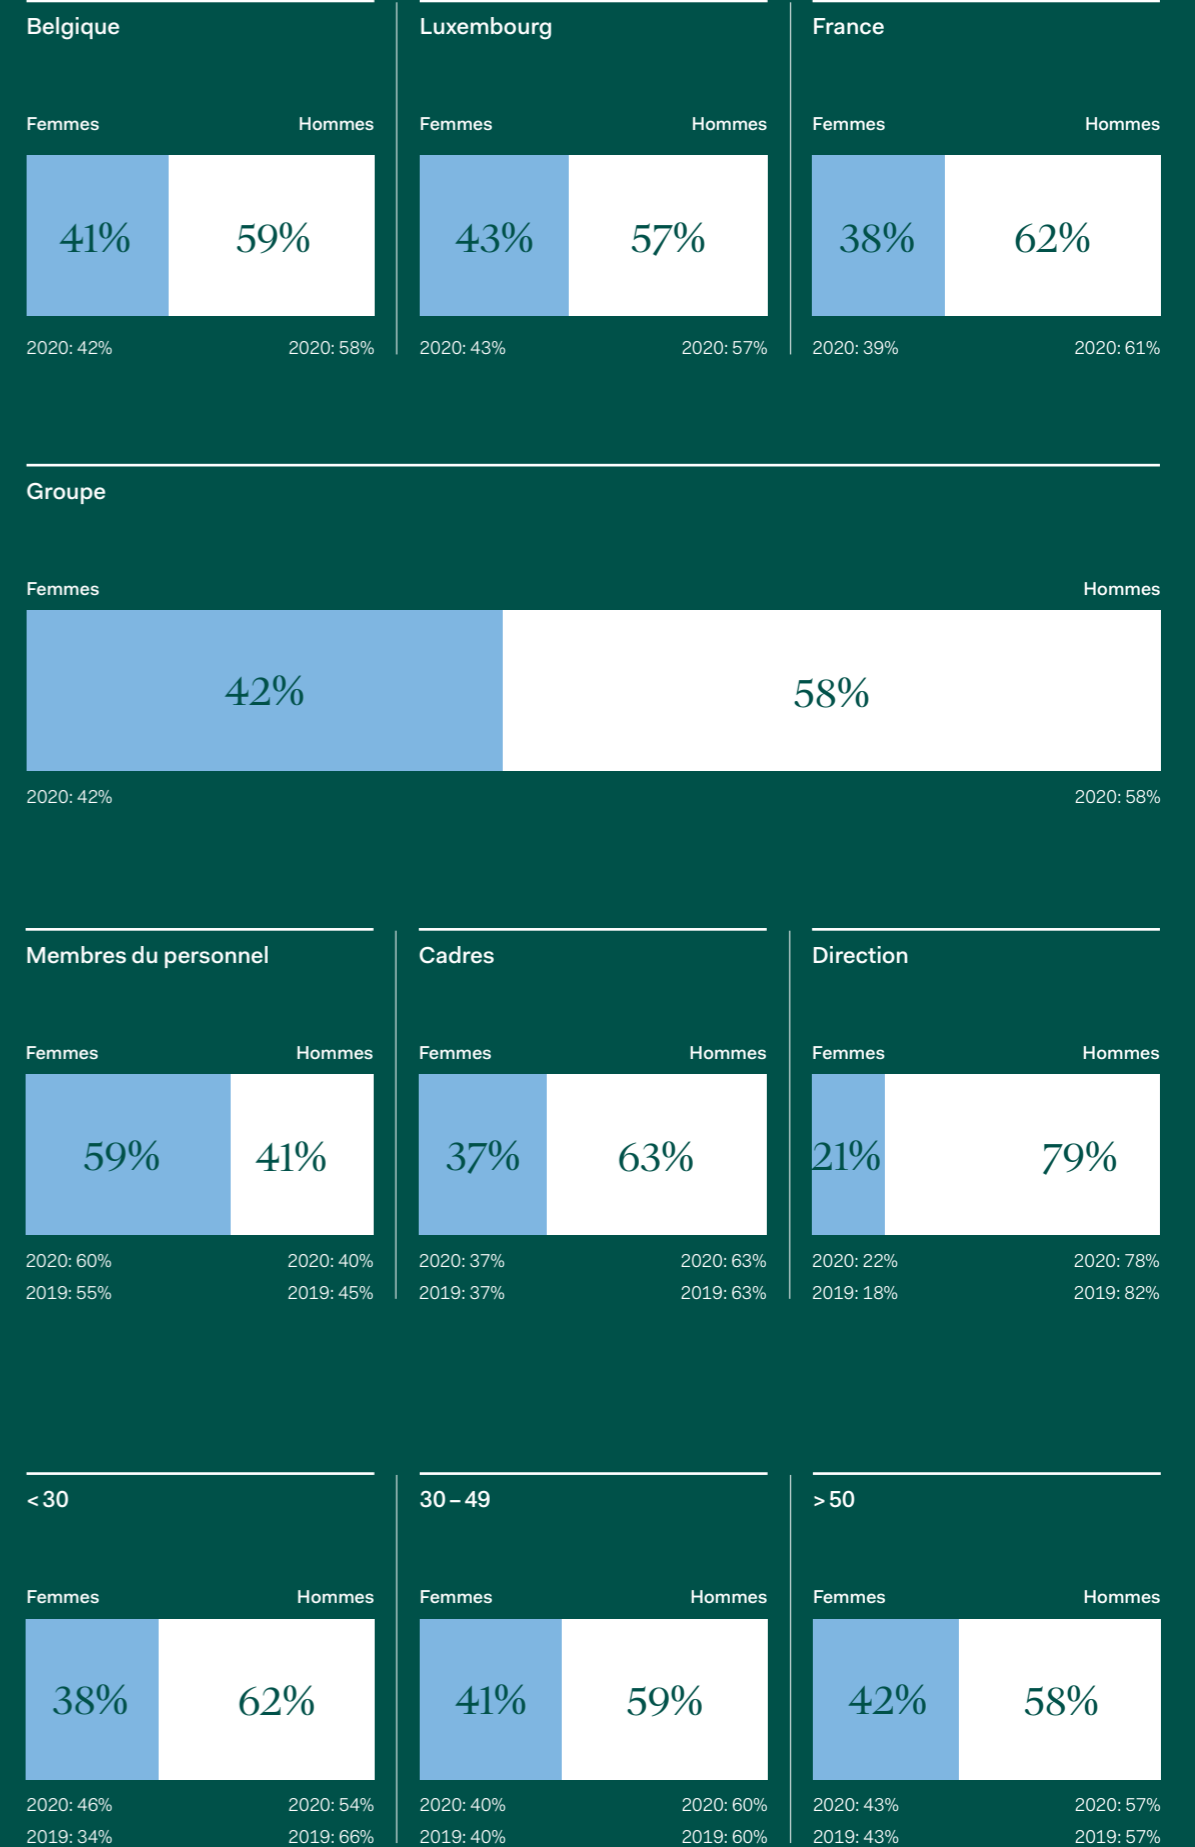 Belgique
Femmes Hommes
41% 59%
2020: 42% 2020: 58%
Luxembourg
Femmes Hommes
43% 57%
2020: 43% 2020: 57%
France
Femmes Hommes
38% 62%
2020: 39% 2020: 61%
Groupe
Femmes Hommes
42% 58%
2020: 42% 2020: 58%
Membres du personnel
Femmes Hommes
59% 41%
2020: 60% 2020: 40%
2019: 55% 2019: 45%
Cadres
Femmes Hommes
37% 63%
2020: 37% 2020: 63%
2019: 37% 2019: 63%
Direction
Femmes Hommes
21% 79%
2020: 22% 2020: 78%
2019: 18% 2019: 82%
< 30
Femmes Hommes
38% 62%
2020: 46% 2020: 54%
2019: 34% 2019: 66%
30 – 49
Femmes Hommes
41% 59%
2020: 40% 2020: 60%
2019: 40% 2019: 60%
> 50
Femmes Hommes
42% 58%
2020: 43% 2020: 57%
2019: 43% 2019: 57%